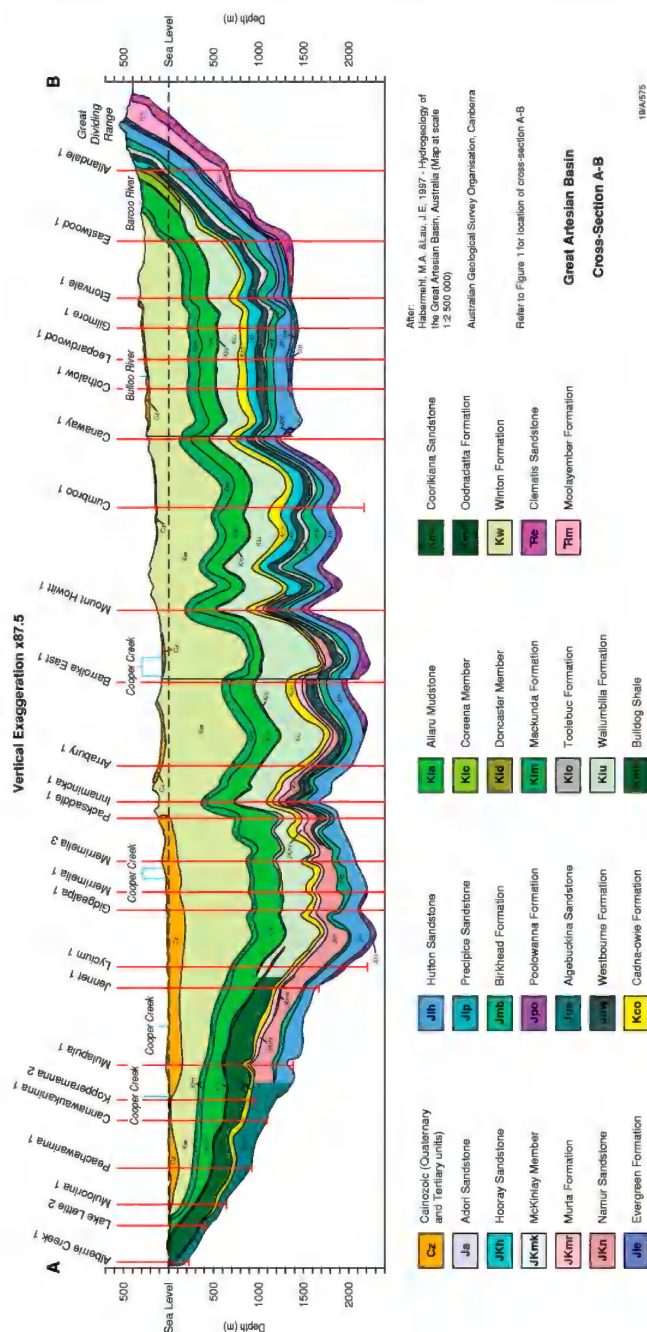 Vertical Exaggeration x87.5
A
B
Alberrie Creek 1
Lake Lettie 2
Muloorina 1
Peachawarinna 1
Cannawaukaninna 1
Kopperamanna 2
Cooper Creek
Mulapula 1
Cooper Creek
Jennet 1
Lycium 1
Gidgealpa 1
Merrimelia 1
Cooper Creek
Merrimelia 3
Packsaddle 1
Innamincka 1
Arrabury 1
Barrolka East 1
Cooper Creek
Mount Howitt 1
Cumbroo 1
Canaway 1
Cothalow 1
Bulloo River
Leopardwood 1
Gilmore 1
Etonvale 1
Eastwood 1
Barcoo River
Allandale 1
Great
Dividing
Range
500
Sea Level
500
1000
1500
2000
Depth (m)
500
Sea Level
500
1000
1500
2000
Depth (m)
Cz Cainozoic (Quaternary
and Tertiary units)
Ja Adori Sandstone
JKh Hooray Sandstone
JKmk McKinlay Member
JKmr Murta Formation
JKn Namur Sandstone
Jle Evergreen Formation
Jlh Hutton Sandstone
Jlp Precipice Sandstone
Jmb Birkhead Formation
Jpo Poolowanna Formation
Jua Algebuckina Sandstone
Juw Westbourne Formation
Kco Cadna-owie Formation
Kla Allaru Mudstone
Klc Coreena Member
Kld Doncaster Member
Klm Mackunda Formation
Klo Toolebuc Formation
Klu Wallumbilla Formation
Bulldog Shale
Coorikiana Sandstone
Oodnadatta Formation
Kw Winton Formation
Clematis Sandstone
Moolayember Formation
After:
Habermehl, M.A. &Lau, J.E. 1997 - Hydrogeology of
the Great Artesian Basin, Australia (Map at scale
1:2 500 000)
Australian Geological Survey Organisation, Canberra
Refer to Figure 1 for location of cross-section A-B
Great Artesian Basin
Cross-Section A-B
19/A/575